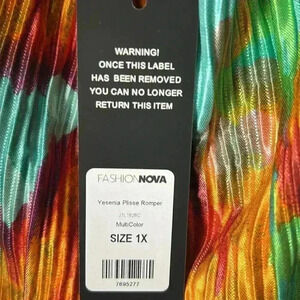 WARNING!
ONCE THIS LABEL
HAS BEEN REMOVED
YOU CAN NO LONGER
RETURN THIS ITEM
FASHIONNOVA
Yesenia Plisse Romper
MultiColor
SIZE 1X
7695277